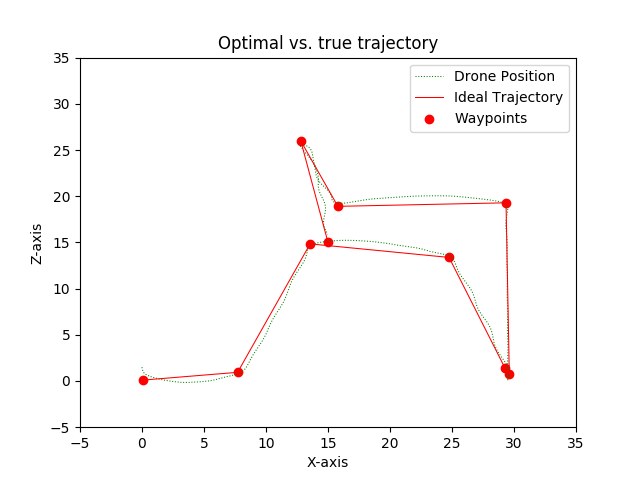 Optimal vs. true trajectory
Drone Position
Ideal Trajectory
Waypoints
Z-axis
35
30
25
20
15
10
5
0
−5
−5 0 5 10 15 20 25 30 35
X-axis